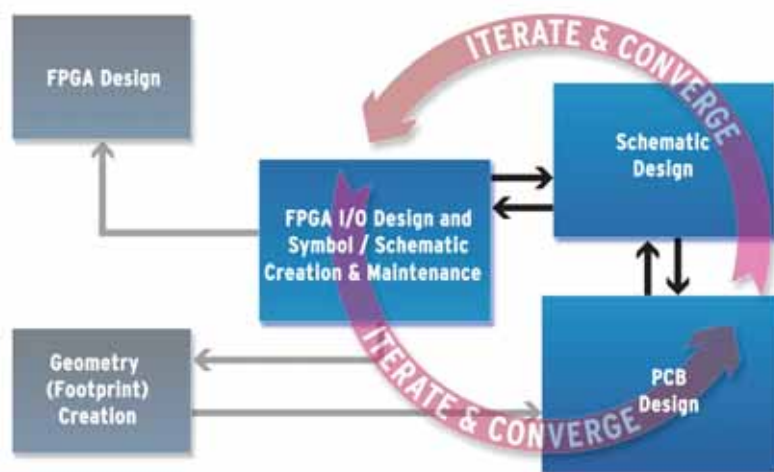 FPGA Design
ITERATE & CONVERGE
Schematic
Design
FPGA I/O Design and
Symbol / Schematic
Creation & Maintenance
Geometry
(Footprint)
Creation
ITERATE & CONVERGE
PCB
Design